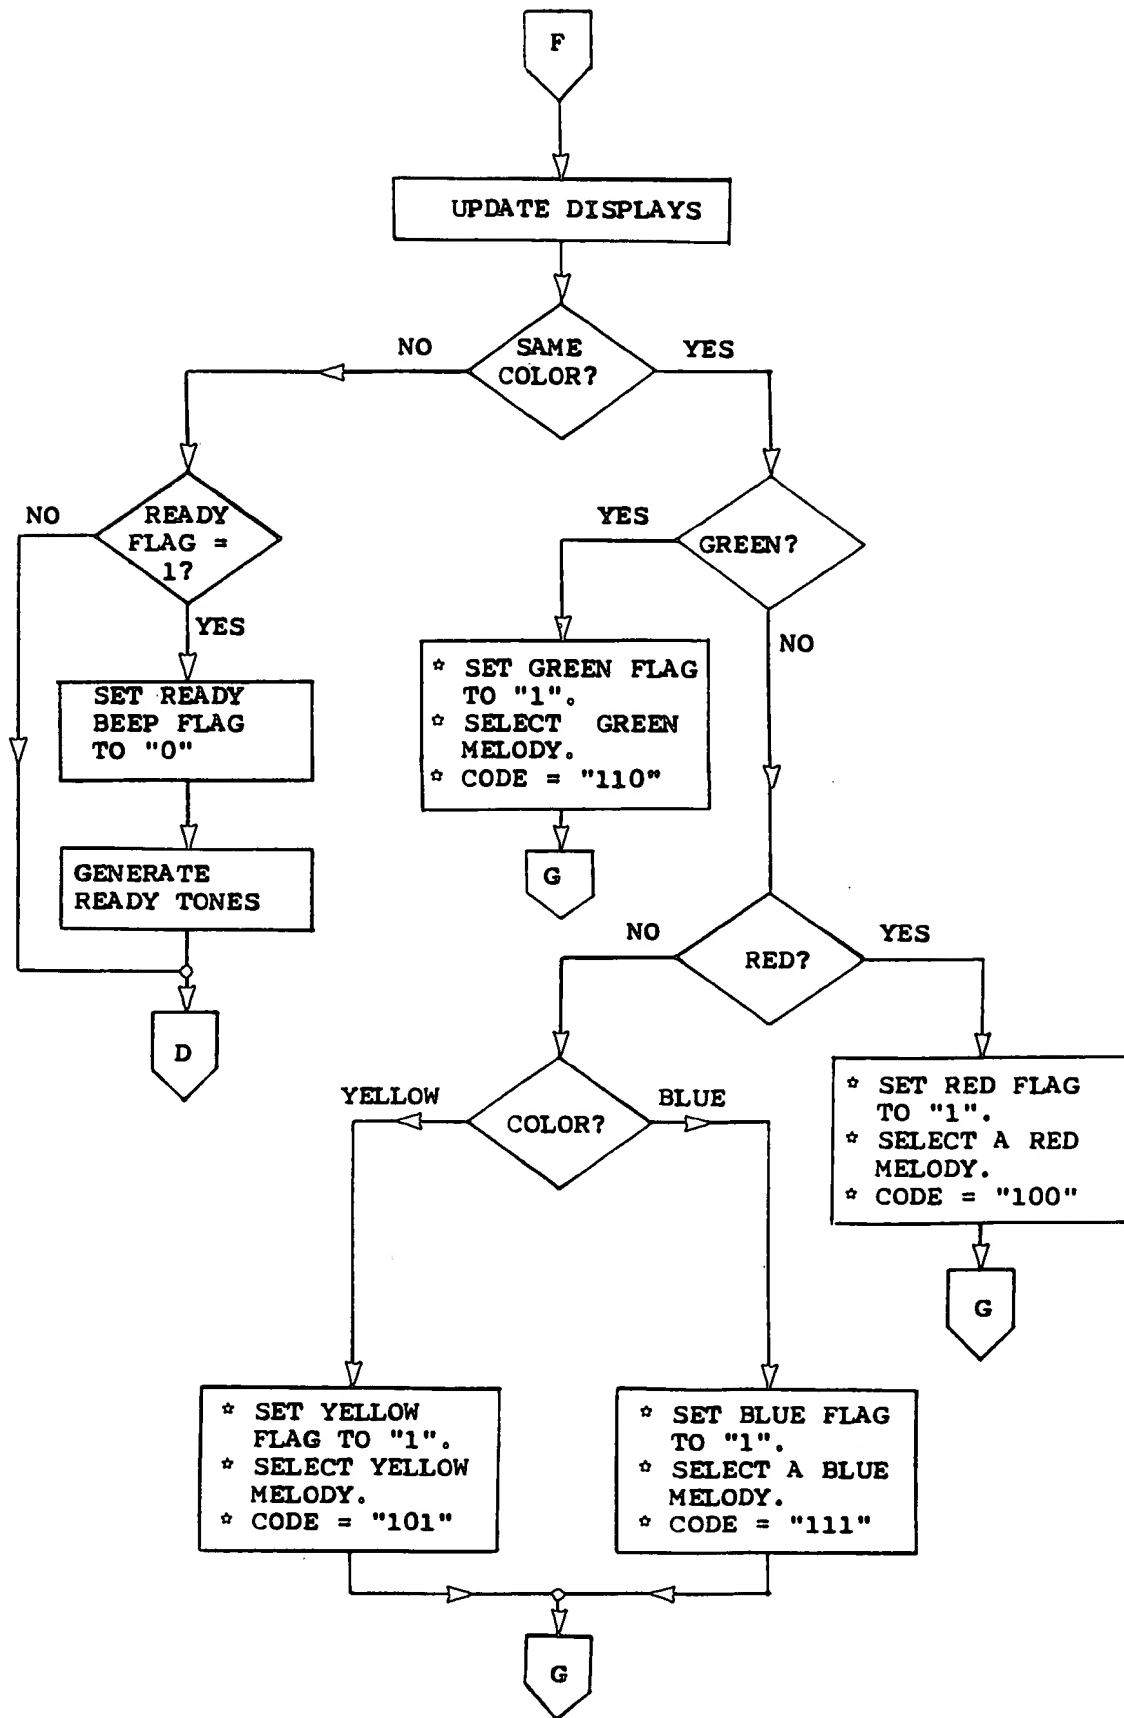 F
UPDATE DISPLAYS
NO
SAME
COLOR?
YES
NO
READY
FLAG =
1?
YES
YES
GREEN?
NO
SET READY
BEEP FLAG
TO "0"
☆ SET GREEN FLAG
TO "1".
☆ SELECT GREEN
MELODY.
☆ CODE = "110"
GENERATE
READY TONES
G
D
NO
RED?
YES
☆ SET RED FLAG
TO "1".
☆ SELECT A RED
MELODY.
☆ CODE = "100"
G
YELLOW
COLOR?
BLUE
☆ SET YELLOW
FLAG TO "1".
☆ SELECT YELLOW
MELODY.
☆ CODE = "101"
☆ SET BLUE FLAG
TO "1".
☆ SELECT A BLUE
MELODY.
☆ CODE = "111"
G